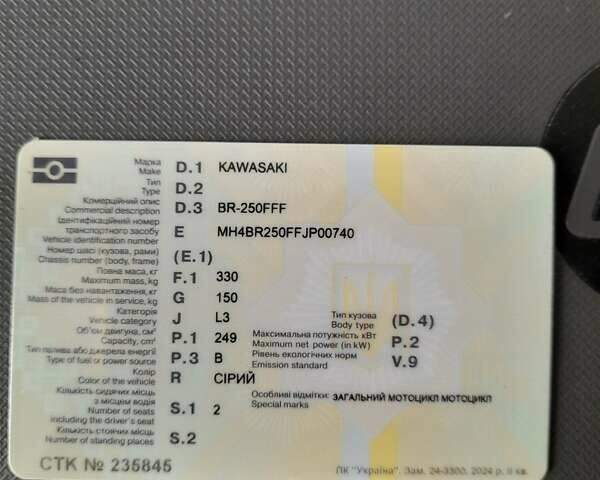 Марка
Make D.1 KAWASAKI
Тип
Type D.2
Комерційний опис
Commercial description D.3 BR-250FFF
Ідентифікаційний номер
транспортного засобу E MH4BR250FFJP00740
Vehicle identification number
Номер шасі (кузова, рами) (E.1)
Chassis number (body, frame)
Повна маса, кг F.1 330
Maximum mass, kg
Маса без навантаження, кг G 150
Mass of the vehicle in service, kg
Категорія J L3 Тип кузова (D.4)
Vehicle category Body type
Об'єм двигуна, см³ P.1 249 Максимальна потужність кВт P.2
Capacity, cm³ Maximum net power (in kW)
Тип палива або джерела енергії P.3 B Рівень екологічних норм V.9
Type of fuel or power source Emission standard
Колір R СІРИЙ
Color of the vehicle
Кількість сидячих місць Особливі відмітки: ЗАГАЛЬНИЙ МОТОЦИКЛ МОТОЦИКЛ
з місцем водія Special marks
Number of seats S.1 2
including the driver's seat
Кількість стоячих місць S.2
Number of standing places
СТК № 235845 ПК "Україна". Зам. 24-3300. 2024 р. ІІ кв.